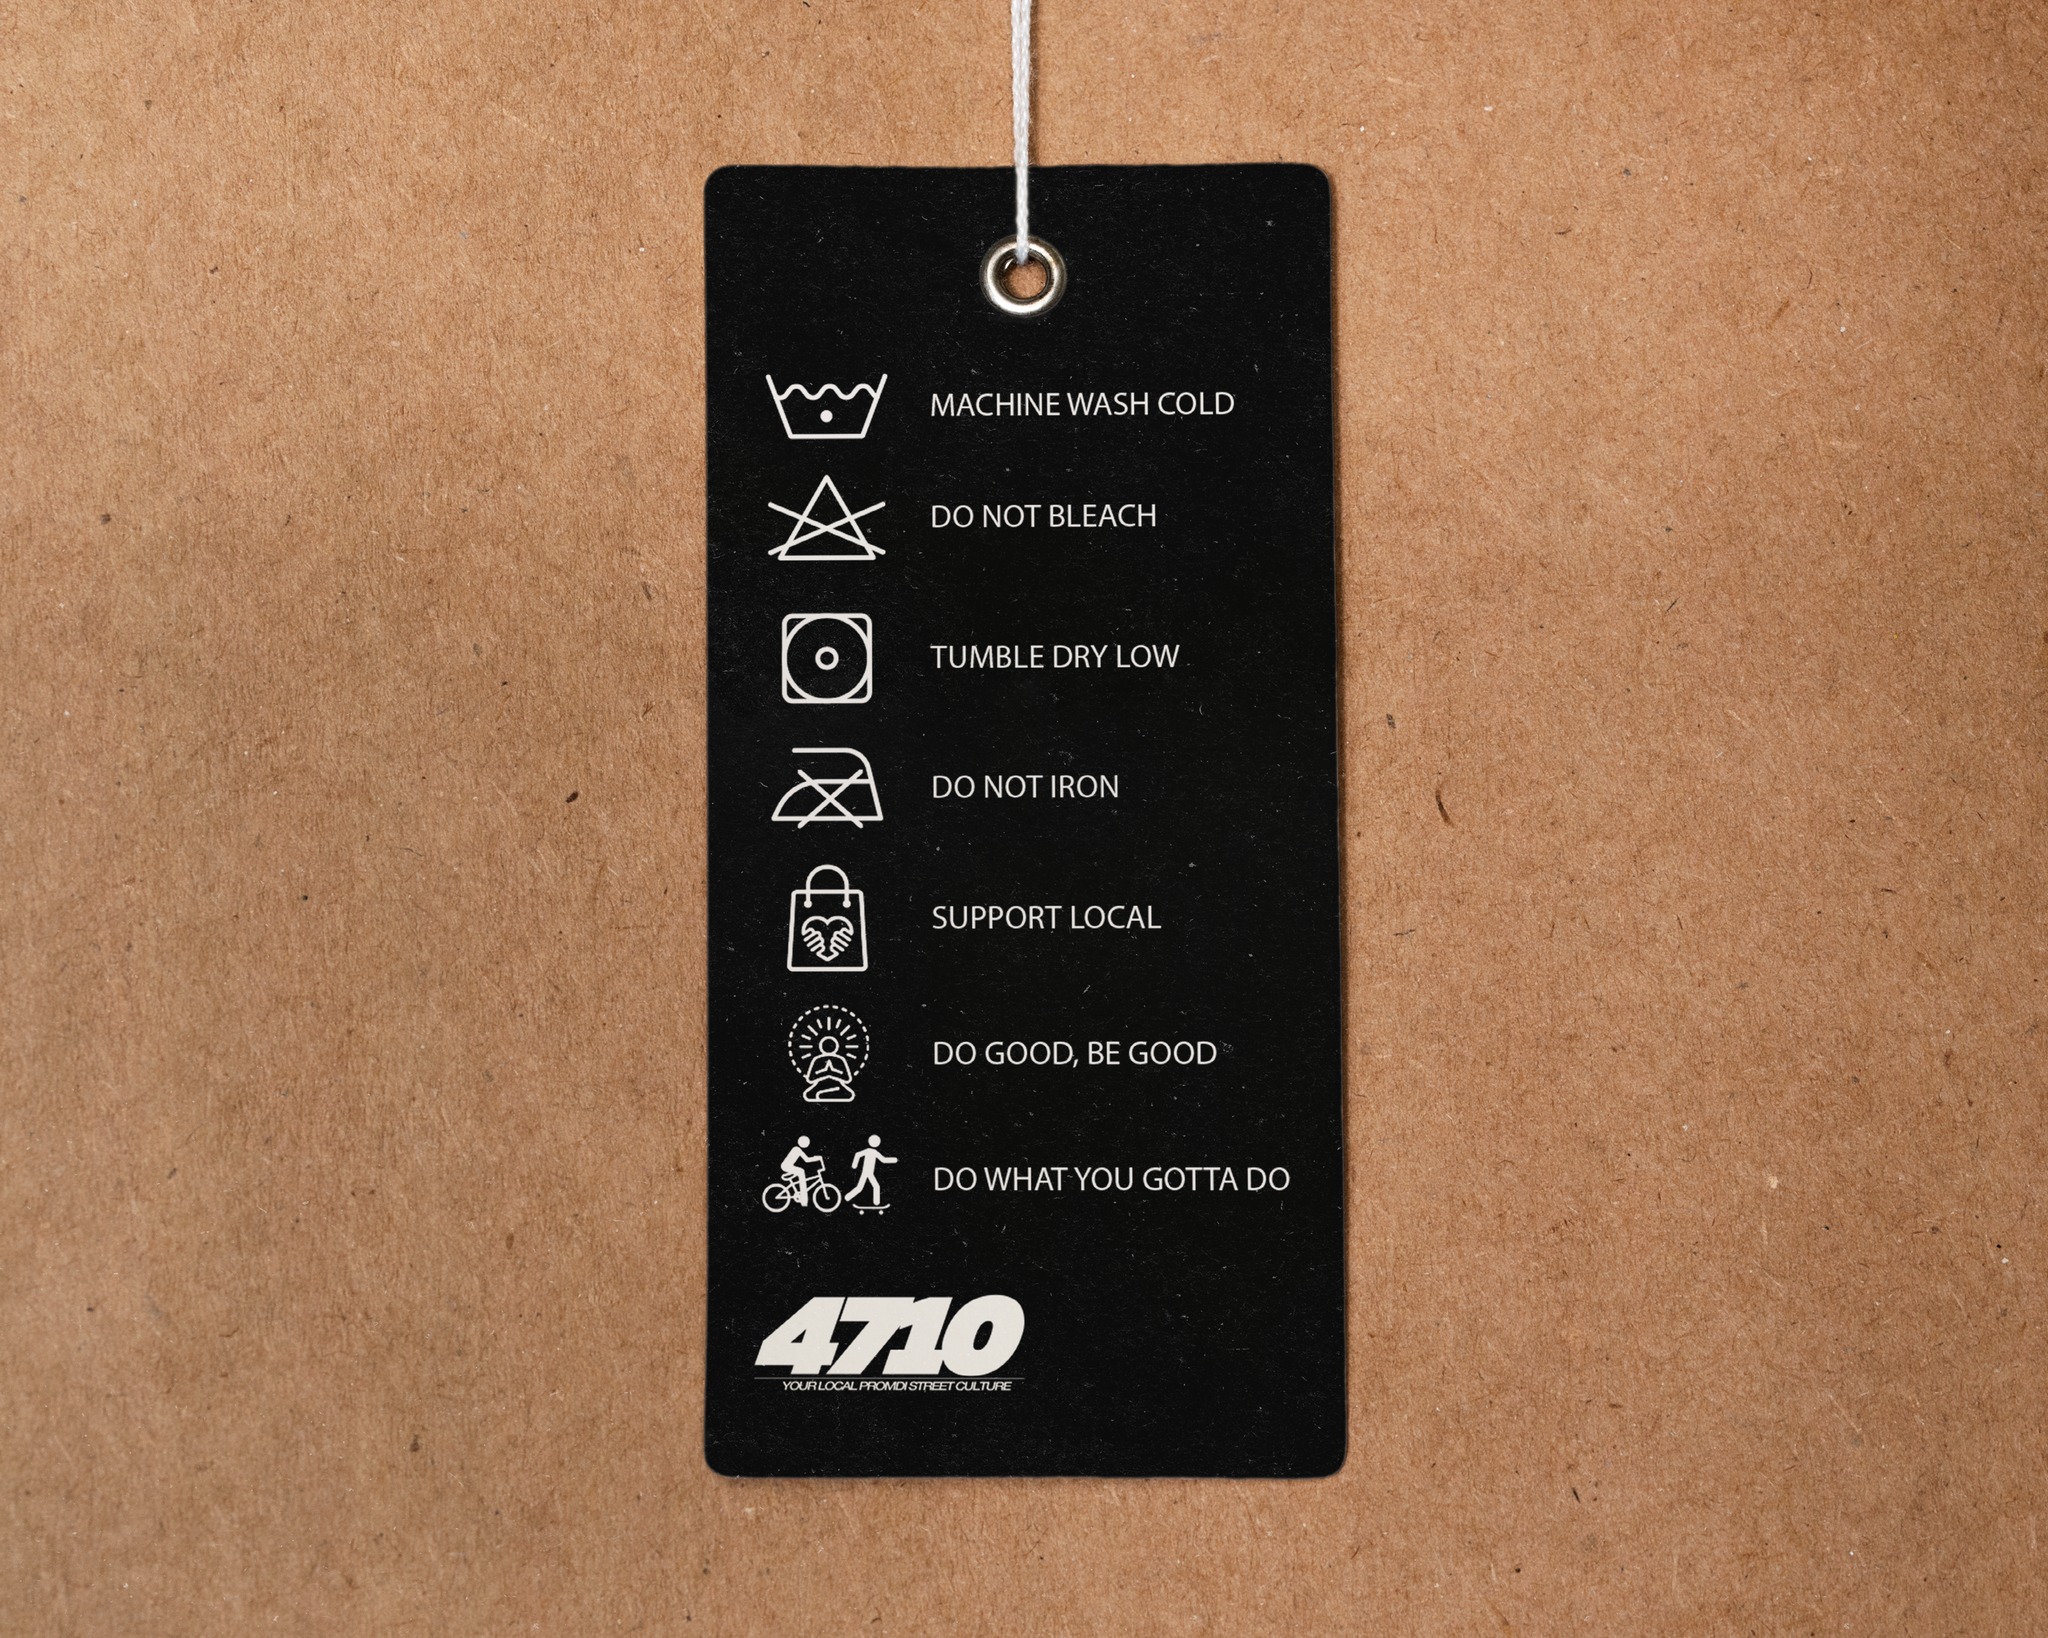 MACHINE WASH COLD
DO NOT BLEACH
TUMBLE DRY LOW
DO NOT IRON
SUPPORT LOCAL
DO GOOD, BE GOOD
DO WHAT YOU GOTTA DO
4710
YOUR LOCAL PROMDI STREET CULTURE